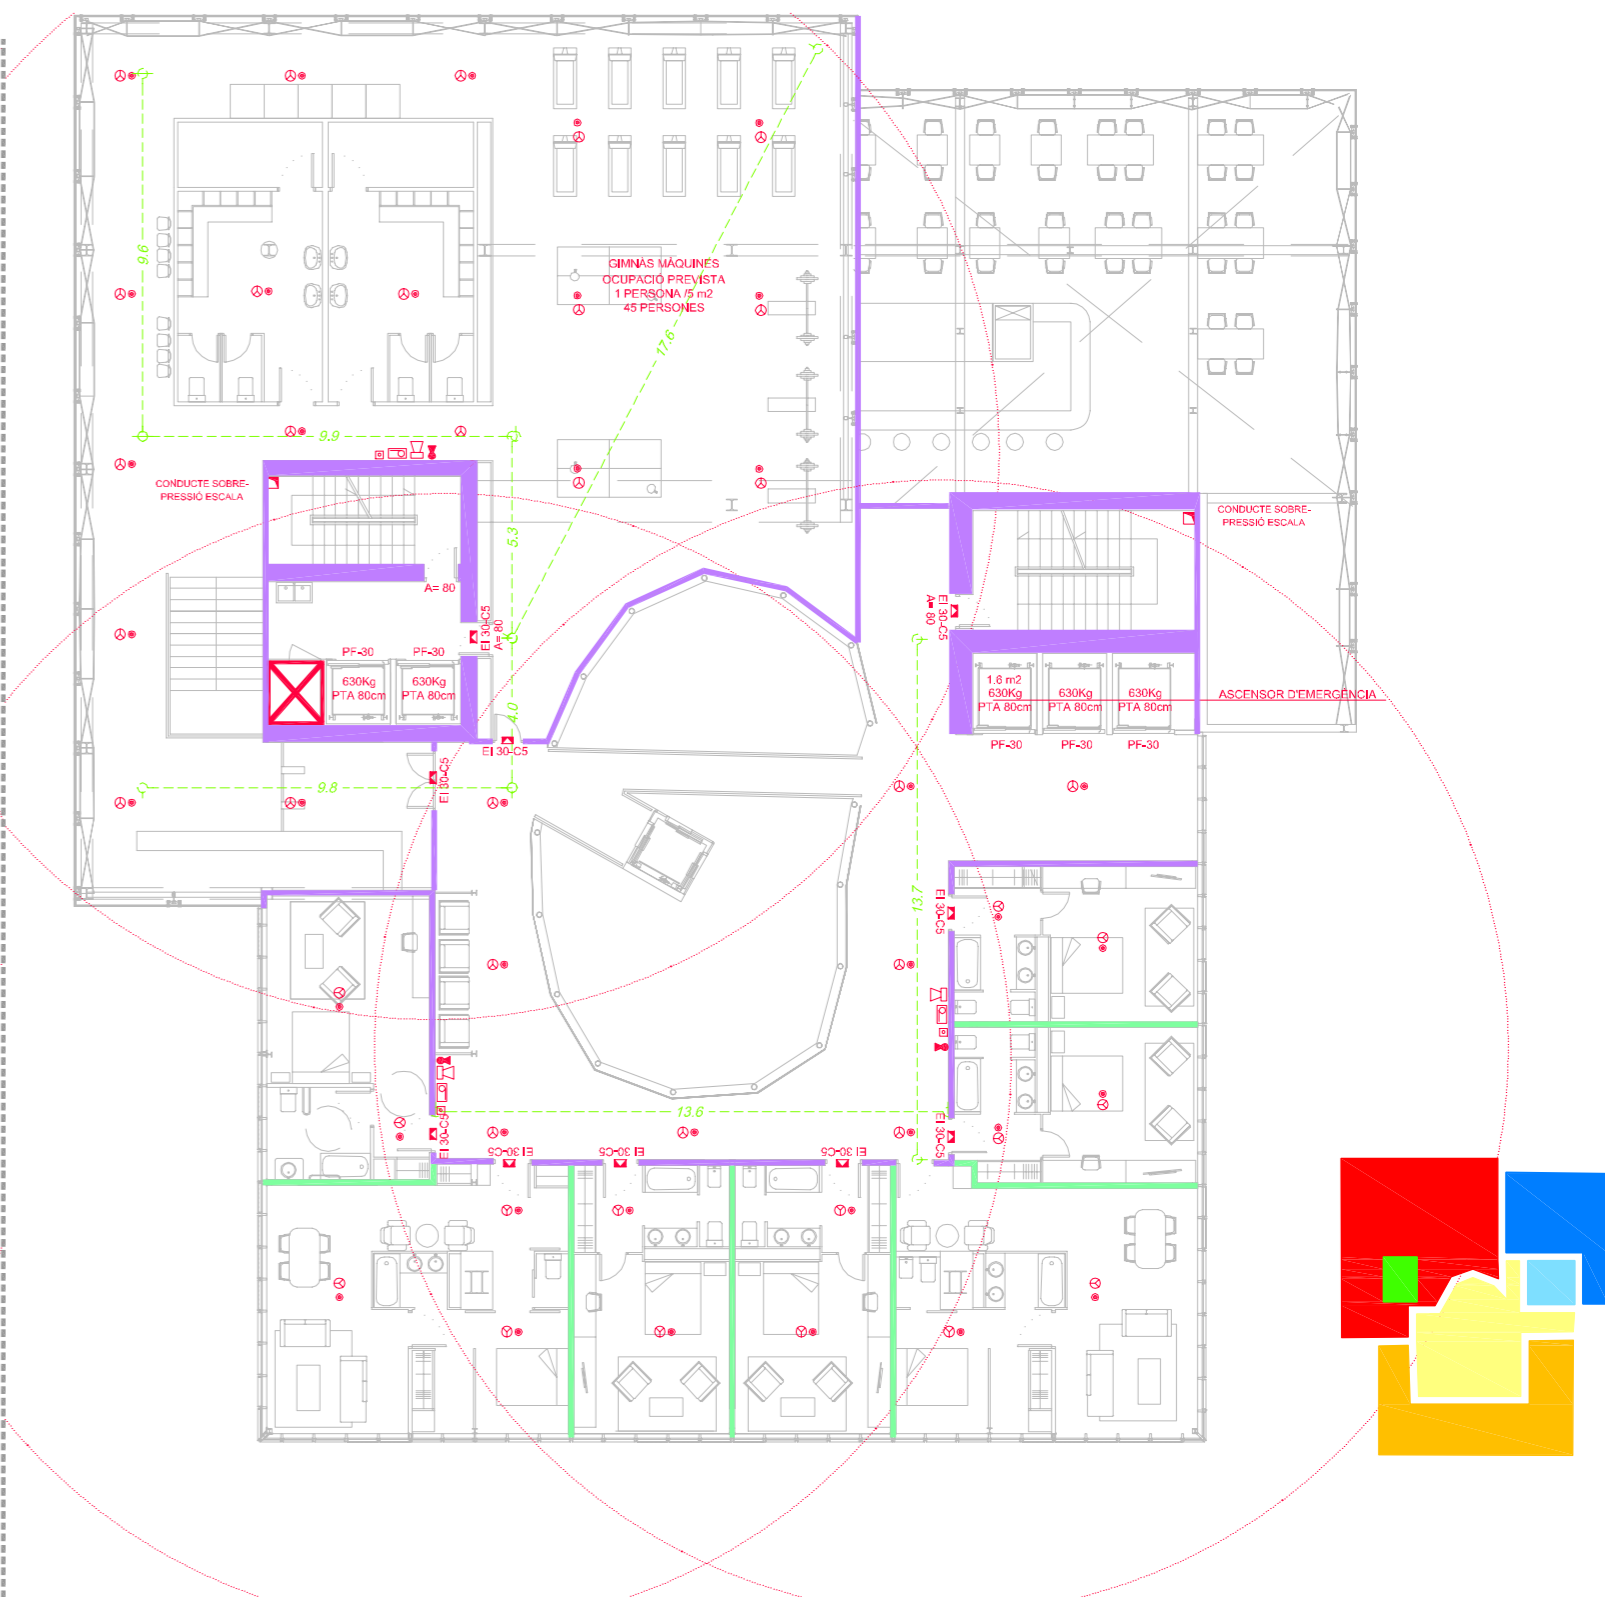 9.6
GIMNÀS MÀQUINES
OCUPACIÓ PREVISTA
1 PERSONA /5 m2
45 PERSONES
17.6
9.9
CONDUCTE SOBRE-
PRESSIÓ ESCALA
CONDUCTE SOBRE-
PRESSIÓ ESCALA
5.3
A= 80
EI 30-C5
A= 80
EI 30-C5
A= 80
PF-30
PF-30
630Kg
PTA 80cm
630Kg
PTA 80cm
1.6 m2
630Kg
PTA 80cm
630Kg
PTA 80cm
630Kg
PTA 80cm
ASCENSOR D'EMERGÈNCIA
4.0
EI 30-C5
PF-30
PF-30
PF-30
EI 30-C5
9.8
13.7
EI 30-C5
13.6
EI 30-C5
EI 30-C5
EI 30-C5
EI 30-C5
EI 30-C5